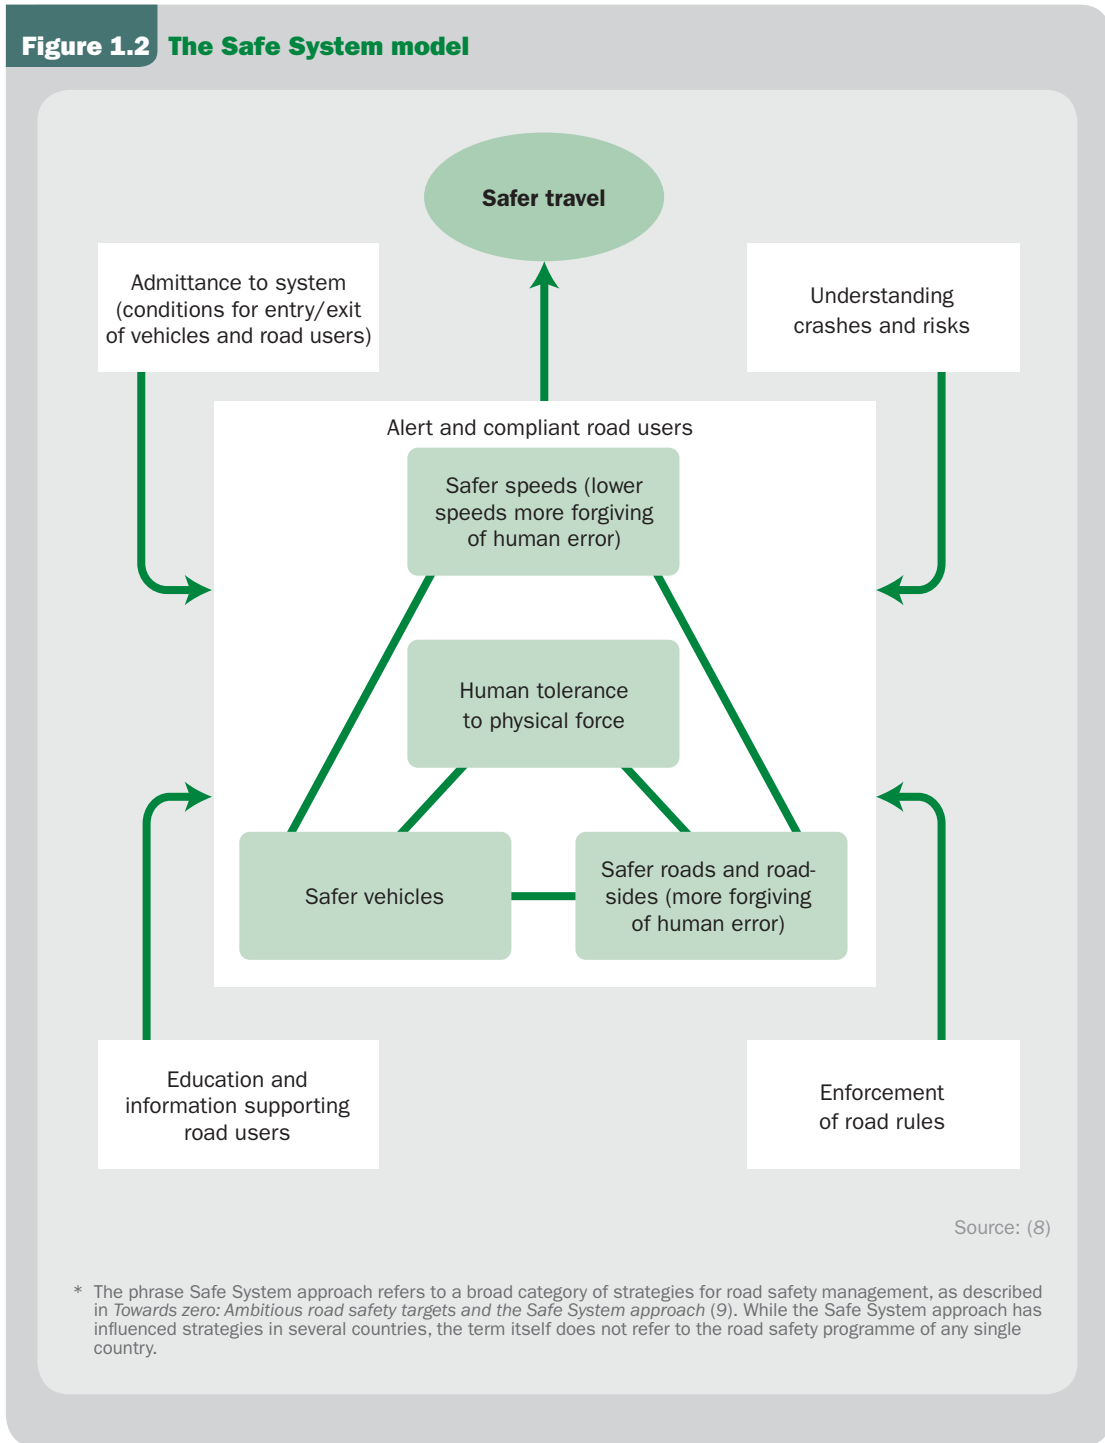 Figure 1.2 The Safe System model
Safer travel
Admittance to system
(conditions for entry/exit
of vehicles and road users)
Understanding
crashes and risks
Alert and compliant road users
Safer speeds (lower
speeds more forgiving
of human error)
Human tolerance
to physical force
Safer vehicles
Safer roads and road-
sides (more forgiving
of human error)
Education and
information supporting
road users
Enforcement
of road rules
Source: (8)
* The phrase Safe System approach refers to a broad category of strategies for road safety management, as described
in Towards zero: Ambitious road safety targets and the Safe System approach (9). While the Safe System approach has
influenced strategies in several countries, the term itself does not refer to the road safety programme of any single
country.